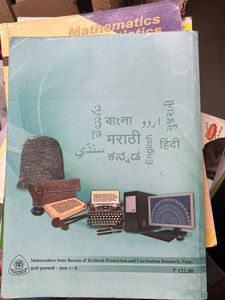 Mathematics
తెలుగు
বাংলা
اردو
ગુજરાતી
سنڌي
मराठी
English
ಕನ್ನಡ
हिंदी
Maharashtra State Bureau of Textbook Production and Curriculum Research, Pune.
₹ 122.00